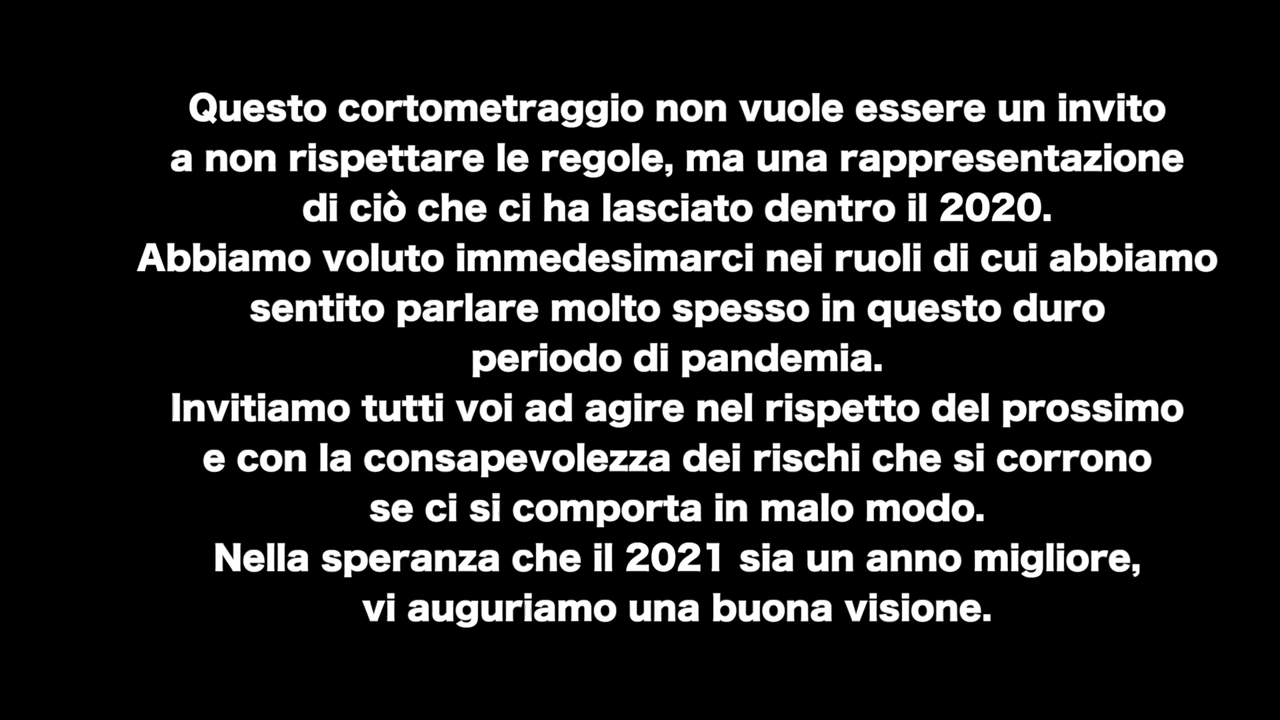 Questo cortometraggio non vuole essere un invito
a non rispettare le regole, ma una rappresentazione
di ciò che ci ha lasciato dentro il 2020.
Abbiamo voluto immedesimarci nei ruoli di cui abbiamo
sentito parlare molto spesso in questo duro
periodo di pandemia.
Invitiamo tutti voi ad agire nel rispetto del prossimo
e con la consapevolezza dei rischi che si corrono
se ci si comporta in malo modo.
Nella speranza che il 2021 sia un anno migliore,
vi auguriamo una buona visione.